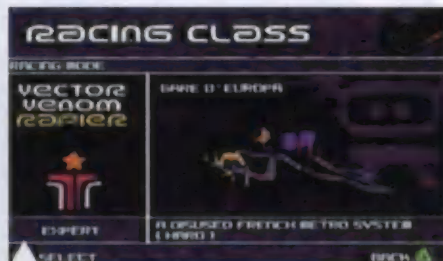 RACING CLASS
RACING MODE
VECTOR
VENOM
RAPIER
GARE D'EUROPA
EXPERT
A DISUSED FRENCH METRO SYSTEM
(HARD)
SELECT
BACK